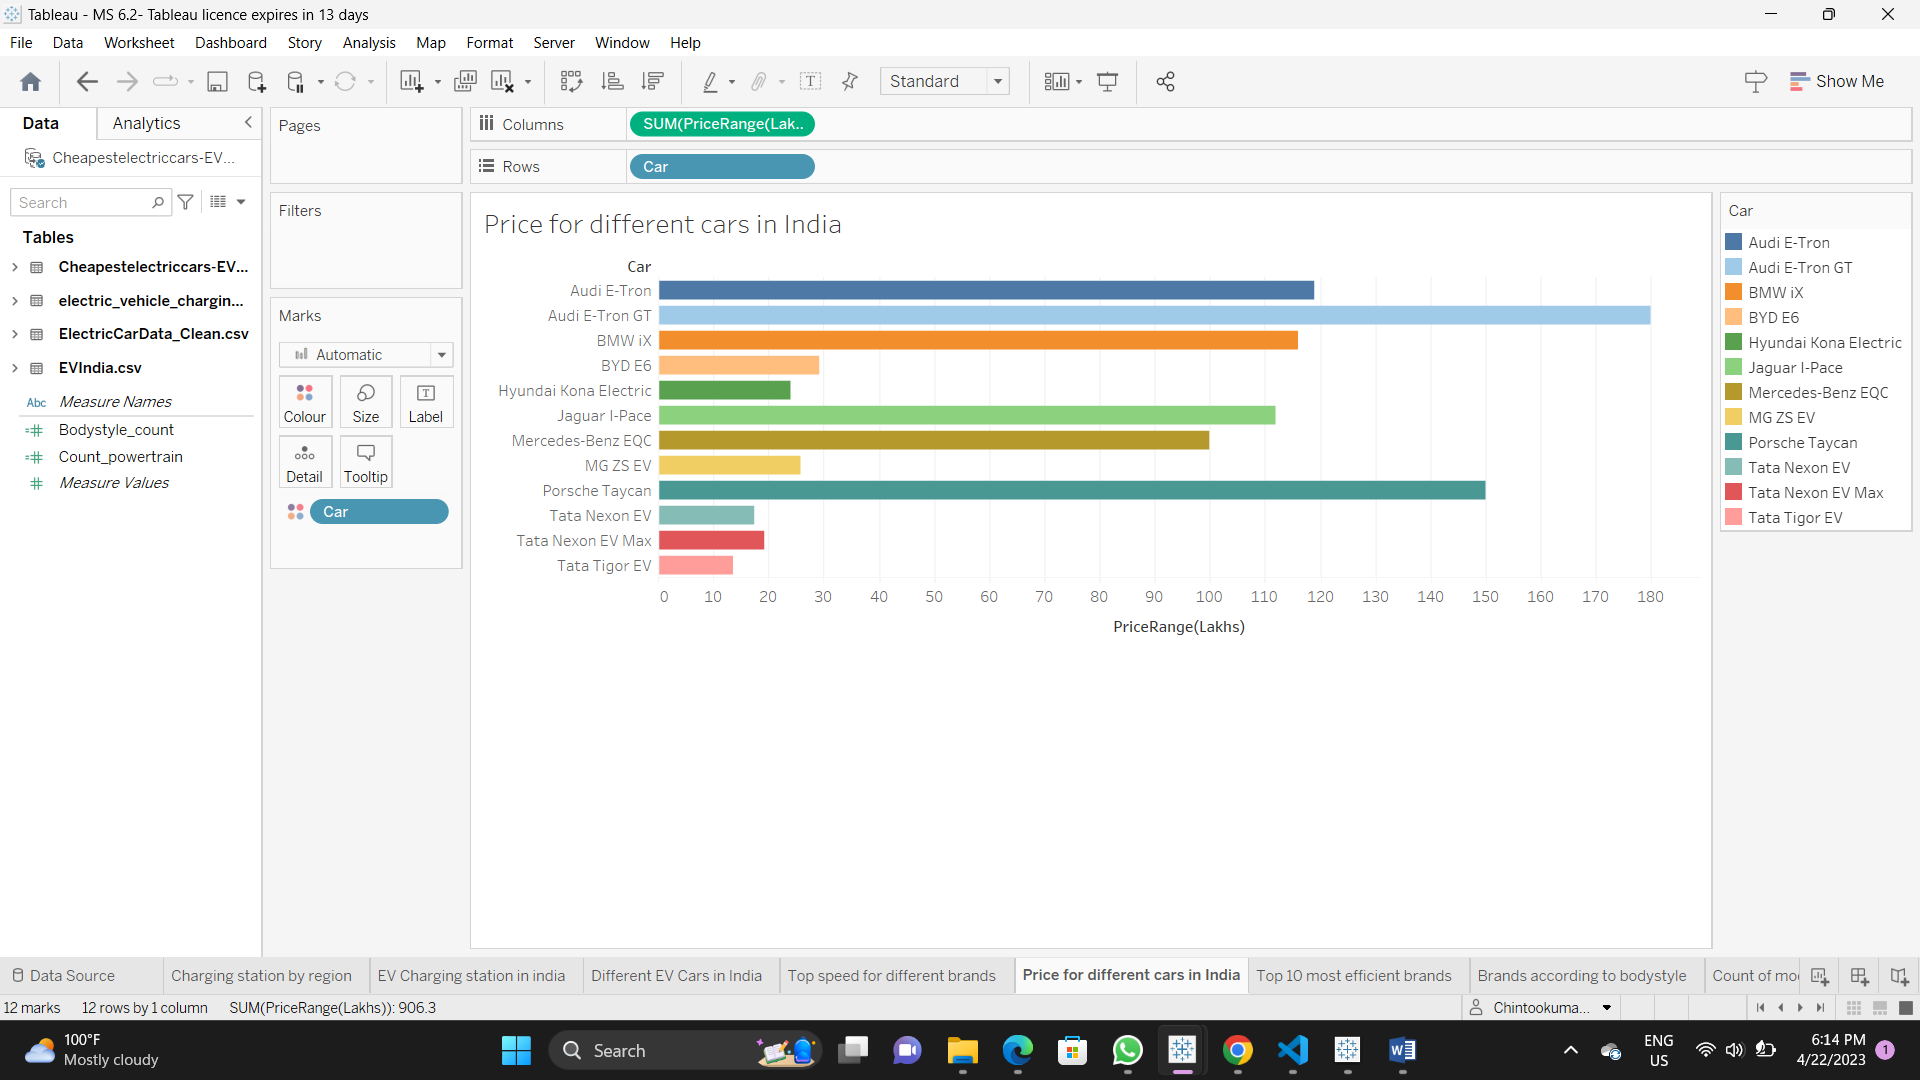 Tableau - MS 6.2- Tableau licence expires in 13 days
File Data Worksheet Dashboard Story Analysis Map Format Server Window Help
Standard
Show Me
Data Analytics
Cheapestelectriccars-EV...
Search
Tables
Cheapestelectriccars-EV...
electric_vehicle_chargin...
ElectricCarData_Clean.csv
EVIndia.csv
Abc Measure Names
Bodystyle_count
Count_powertrain
Measure Values
Pages
Filters
Marks
Automatic
Colour Size Label
Detail Tooltip
Car
Columns SUM(PriceRange(Lak..
Rows Car
Price for different cars in India
Car
Audi E-Tron
Audi E-Tron GT
BMW iX
BYD E6
Hyundai Kona Electric
Jaguar I-Pace
Mercedes-Benz EQC
MG ZS EV
Porsche Taycan
Tata Nexon EV
Tata Nexon EV Max
Tata Tigor EV
0 10 20 30 40 50 60 70 80 90 100 110 120 130 140 150 160 170 180
PriceRange(Lakhs)
Car
Audi E-Tron
Audi E-Tron GT
BMW iX
BYD E6
Hyundai Kona Electric
Jaguar I-Pace
Mercedes-Benz EQC
MG ZS EV
Porsche Taycan
Tata Nexon EV
Tata Nexon EV Max
Tata Tigor EV
Data Source Charging station by region EV Charging station in india Different EV Cars in India Top speed for different brands Price for different cars in India Top 10 most efficient brands Brands according to bodystyle Count of mo
12 marks 12 rows by 1 column SUM(PriceRange(Lakhs)): 906.3 Chintookuma...
100°F
Mostly cloudy
Search
ENG
US
6:14 PM
4/22/2023
1